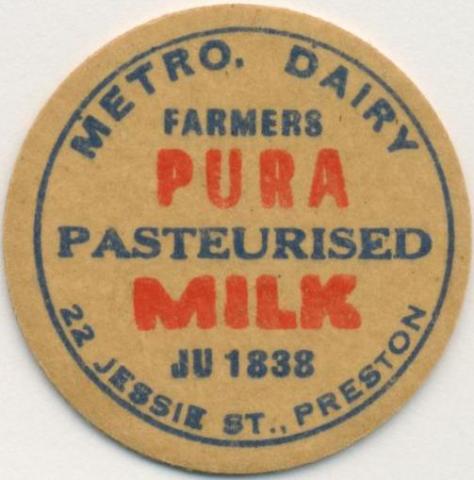 METRO. DAIRY
FARMERS
PURA
PASTEURISED
MILK
JU 1838
22 JESSIE ST., PRESTON